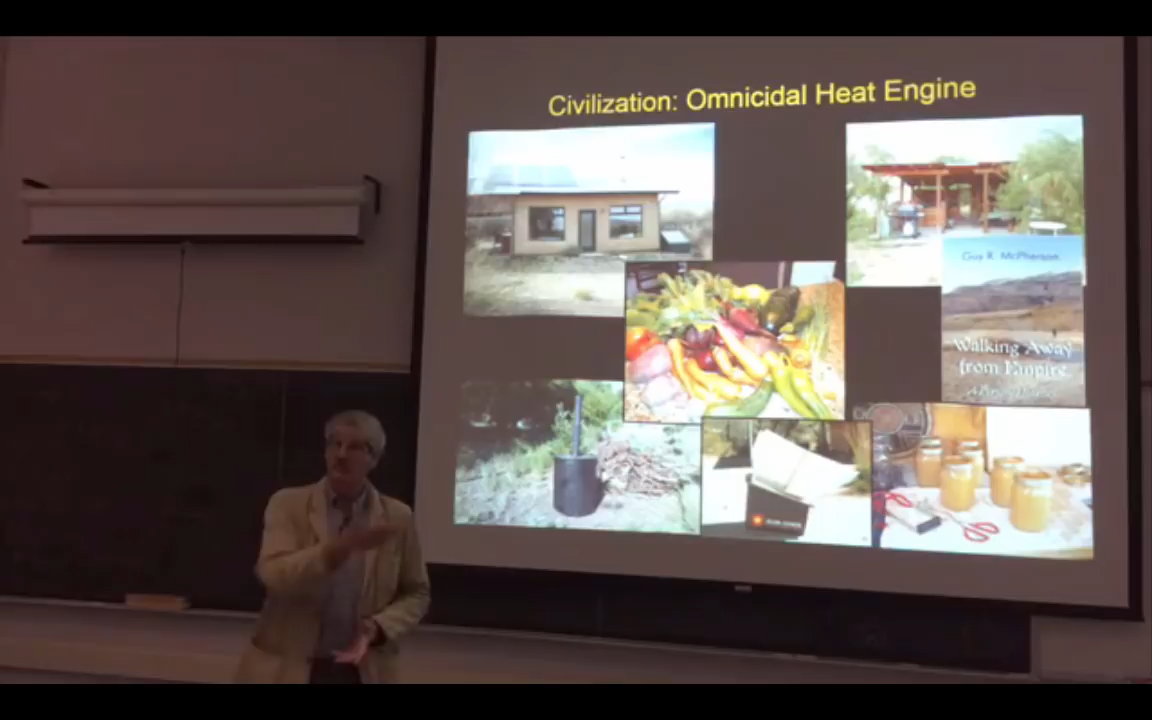 Civilization: Omnicidal Heat Engine
Guy R. McPherson
Walking Away
from Empire